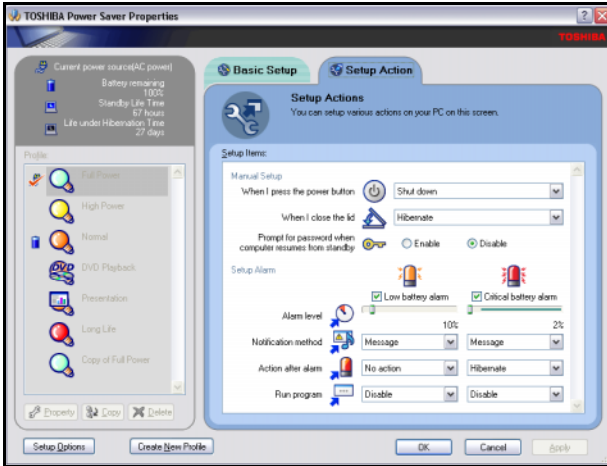 TOSHIBA Power Saver Properties
TOSHIBA
Current power source(AC power)
Battery remaining
100%
Standby Life Time
67 hours
Life under Hibernation Time
27 days
Profile
Full Power
High Power
Normal
DVD Playback
Presentation
Long Life
Copy of Full Power
Property
Copy
Delete
Setup Options
Create New Profile
Basic Setup
Setup Action
Setup Actions
You can setup various actions on your PC on this screen.
Setup Items:
Manual Setup
When I press the power button
Shut down
When I close the lid
Hibernate
Prompt for password when
computer resumes from standby
Enable
Disable
Setup Alarm
Low battery alarm
Critical battery alarm
Alarm level
10%
2%
Notification method
Message
Message
Action after alarm
No action
Hibernate
Run program
Disable
Disable
OK
Cancel
Apply